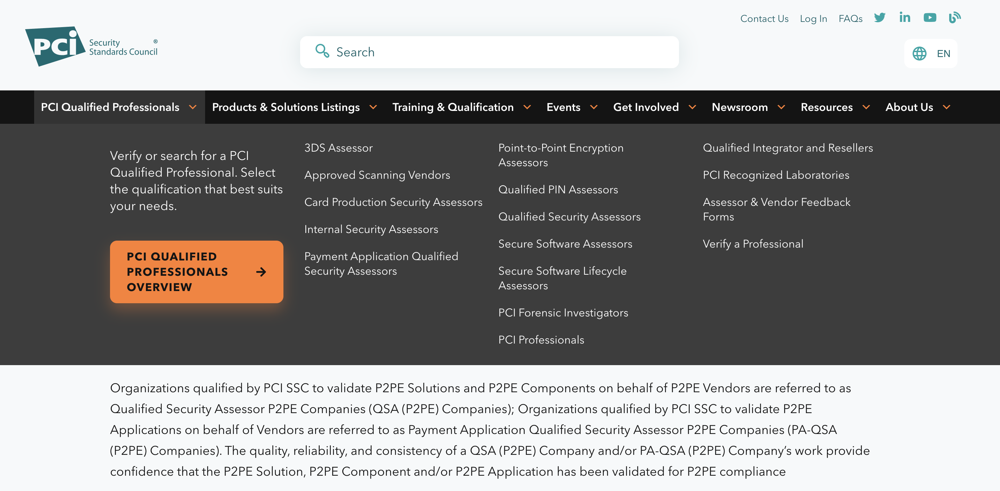 Contact Us Log In FAQs
PCi Security
Standards Council ®
Search
EN
PCI Qualified Professionals Products & Solutions Listings Training & Qualification Events Get Involved Newsroom Resources About Us
Verify or search for a PCI
Qualified Professional. Select
the qualification that best suits
your needs.
PCI QUALIFIED
PROFESSIONALS
OVERVIEW
3DS Assessor
Approved Scanning Vendors
Card Production Security Assessors
Internal Security Assessors
Payment Application Qualified
Security Assessors
Point-to-Point Encryption
Assessors
Qualified PIN Assessors
Qualified Security Assessors
Secure Software Assessors
Secure Software Lifecycle
Assessors
PCI Forensic Investigators
PCI Professionals
Qualified Integrator and Resellers
PCI Recognized Laboratories
Assessor & Vendor Feedback
Forms
Verify a Professional
Organizations qualified by PCI SSC to validate P2PE Solutions and P2PE Components on behalf of P2PE Vendors are referred to as
Qualified Security Assessor P2PE Companies (QSA (P2PE) Companies); Organizations qualified by PCI SSC to validate P2PE
Applications on behalf of Vendors are referred to as Payment Application Qualified Security Assessor P2PE Companies (PA-QSA
(P2PE) Companies). The quality, reliability, and consistency of a QSA (P2PE) Company and/or PA-QSA (P2PE) Company’s work provide
confidence that the P2PE Solution, P2PE Component and/or P2PE Application has been validated for P2PE compliance